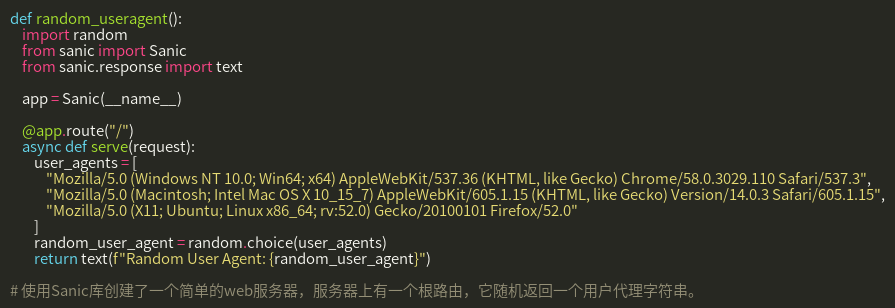 def random_useragent():
    import random
    from sanic import Sanic
    from sanic.response import text

    app = Sanic(__name__)

    @app.route("/")
    async def serve(request):
        user_agents = [
            "Mozilla/5.0 (Windows NT 10.0; Win64; x64) AppleWebKit/537.36 (KHTML, like Gecko) Chrome/58.0.3029.110 Safari/537.3",
            "Mozilla/5.0 (Macintosh; Intel Mac OS X 10_15_7) AppleWebKit/605.1.15 (KHTML, like Gecko) Version/14.0.3 Safari/605.1.15",
            "Mozilla/5.0 (X11; Ubuntu; Linux x86_64; rv:52.0) Gecko/20100101 Firefox/52.0"
        ]
        random_user_agent = random.choice(user_agents)
        return text(f"Random User Agent: {random_user_agent}")

# 使用Sanic库创建了一个简单的web服务器，服务器上有一个根路由，它随机返回一个用户代理字符串。